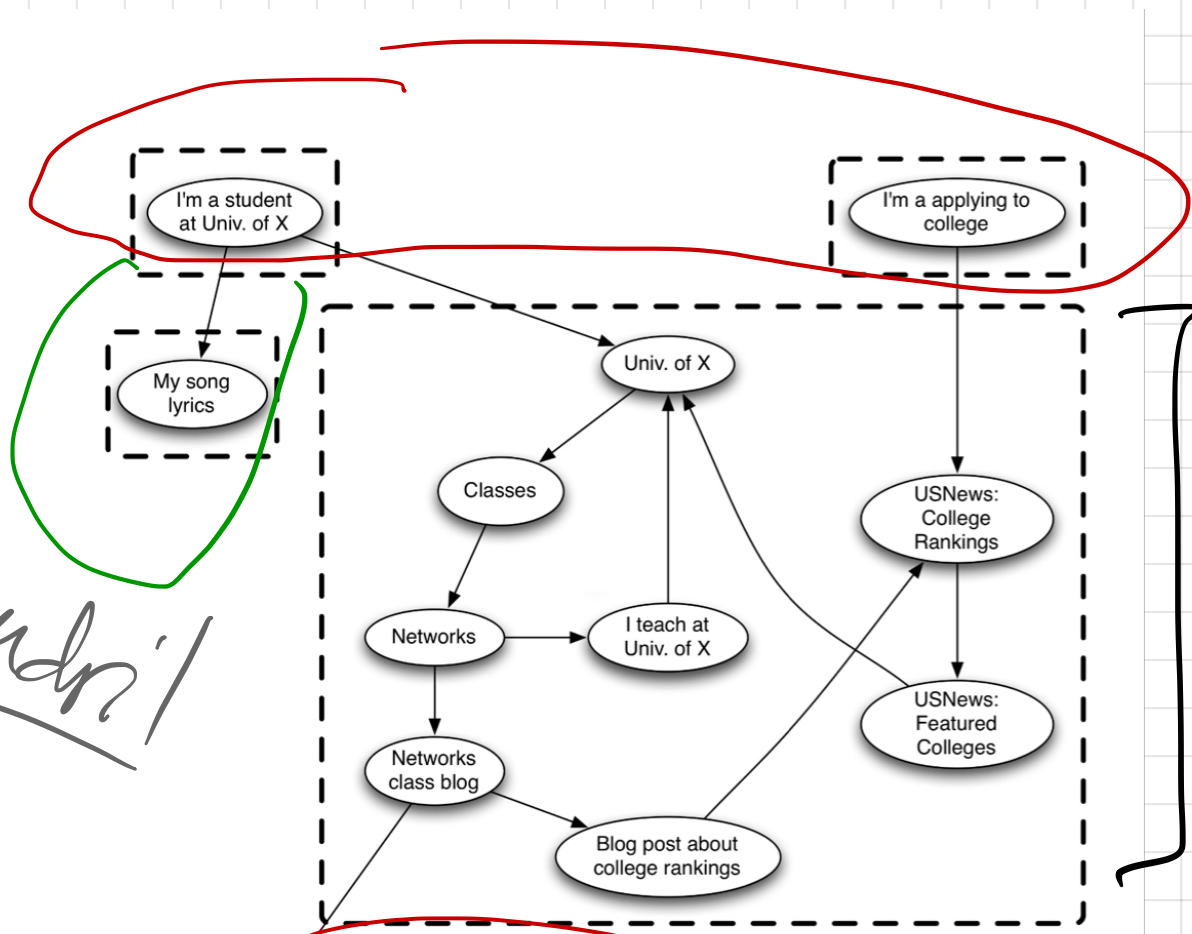 I'm a student
at Univ. of X
I'm a applying to
college
My song
lyrics
Univ. of X
Classes
USNews:
College
Rankings
Networks
I teach at
Univ. of X
USNews:
Featured
Colleges
Networks
class blog
Blog post about
college rankings